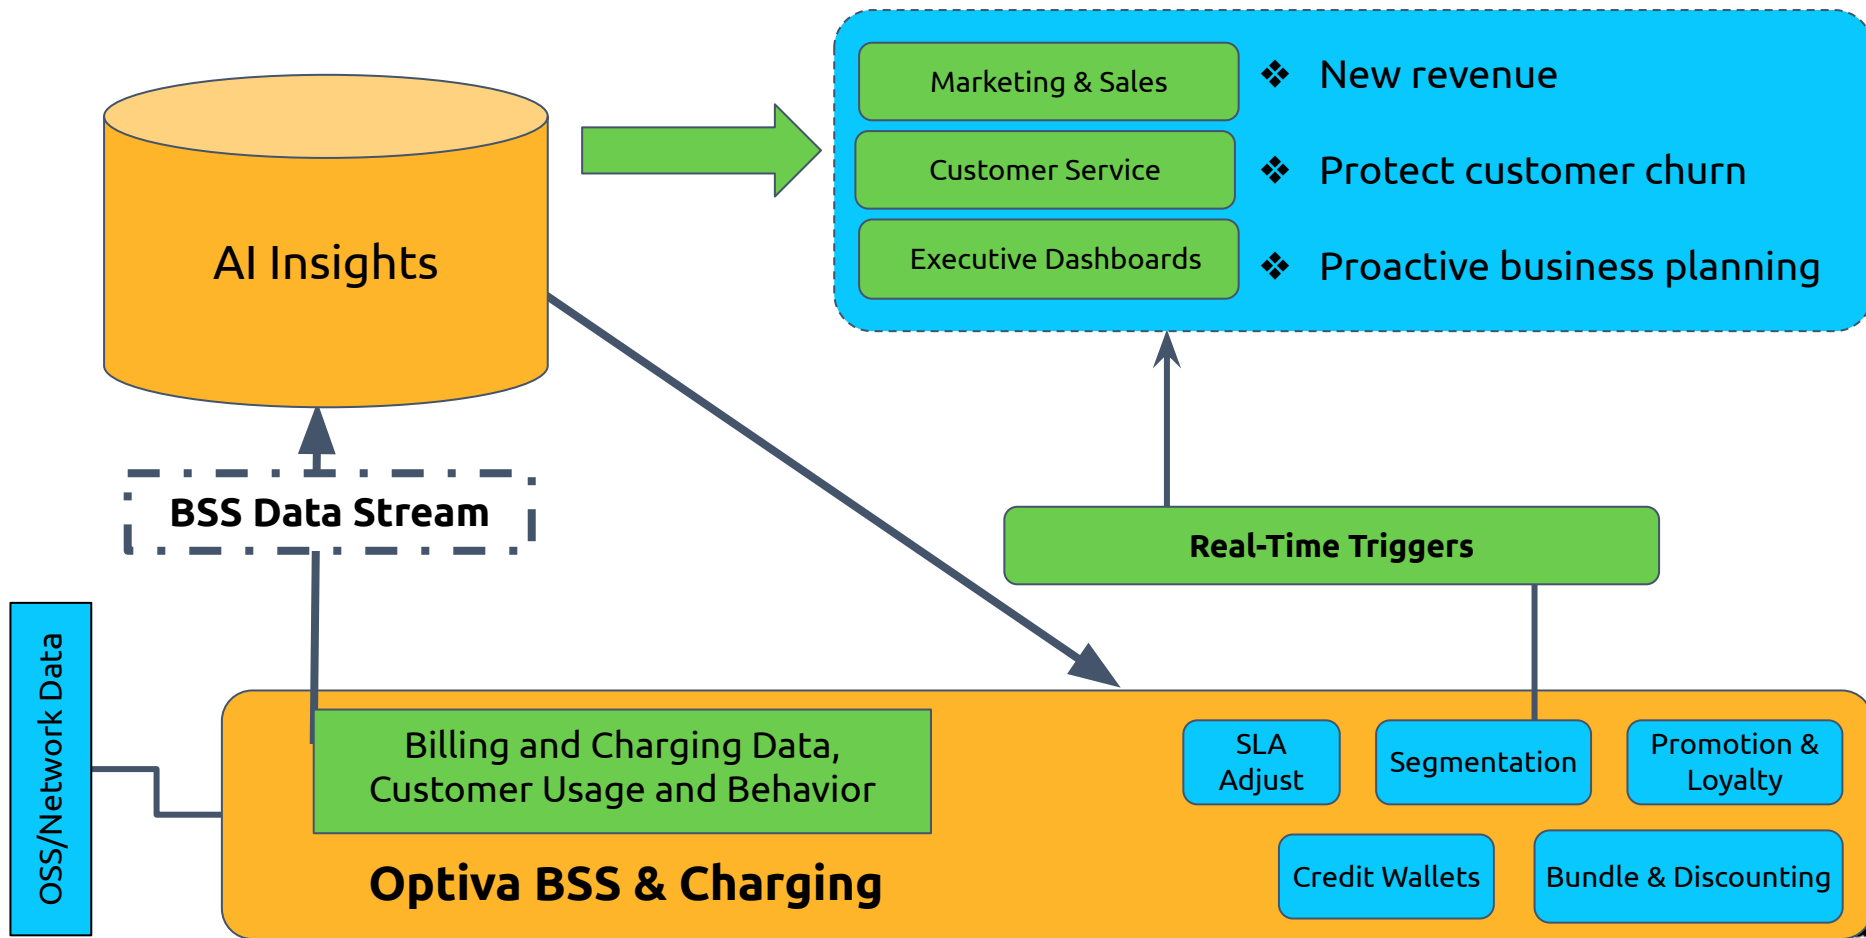 Marketing & Sales
❖ New revenue
Customer Service
❖ Protect customer churn
Executive Dashboards
❖ Proactive business planning
AI Insights
BSS Data Stream
Real-Time Triggers
OSS/Network Data
Billing and Charging Data,
Customer Usage and Behavior
Optiva BSS & Charging
SLA
Adjust
Segmentation
Promotion &
Loyalty
Credit Wallets
Bundle & Discounting